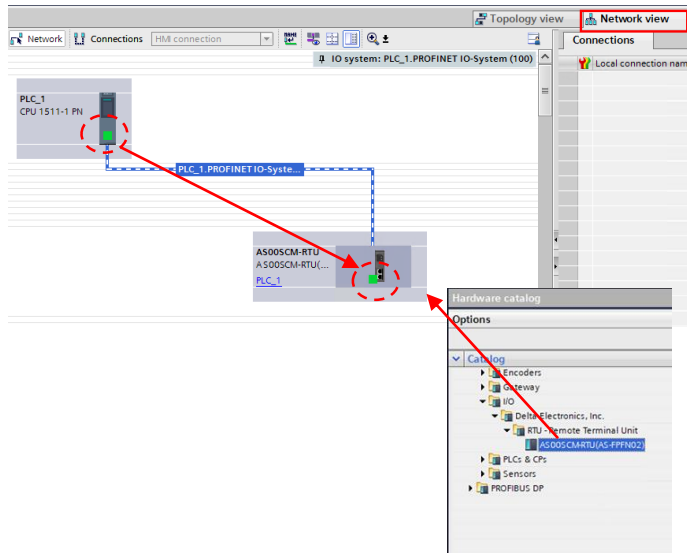 Topology view
Network view
Network
Connections
HMI connection
Connections
IO system: PLC_1.PROFINET IO-System (100)
Local connection nam
PLC_1
CPU 1511-1 PN
PLC_1.PROFINET IO-Syste...
AS00SCM-RTU
AS00SCM-RTU(...
PLC_1
Hardware catalog
Options
Catalog
Encoders
Gateway
I/O
Delta Electronics, Inc.
RTU - Remote Terminal Unit
AS00SCM-RTU(AS-FPFN02)
PLCs & CPs
Sensors
PROFIBUS DP